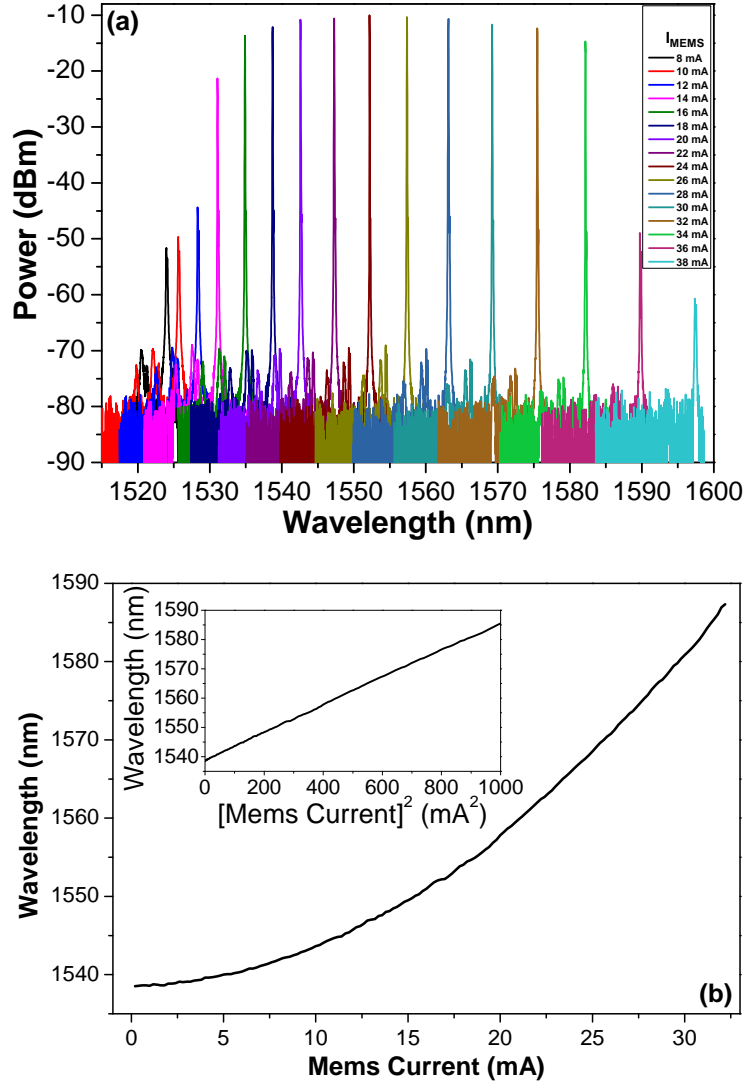 (a)
Power (dBm)
-10
-20
-30
-40
-50
-60
-70
-80
-90
I_MEMS
8 mA
10 mA
12 mA
14 mA
16 mA
18 mA
20 mA
22 mA
24 mA
26 mA
28 mA
30 mA
32 mA
34 mA
36 mA
38 mA
1520 1530 1540 1550 1560 1570 1580 1590 1600
Wavelength (nm)
Wavelength (nm)
1590
1580
1570
1560
1550
1540
Wavelength (nm)
1590
1580
1570
1560
1550
1540
0 200 400 600 800 1000
[Mems Current]² (mA²)
(b)
0 5 10 15 20 25 30
Mems Current (mA)